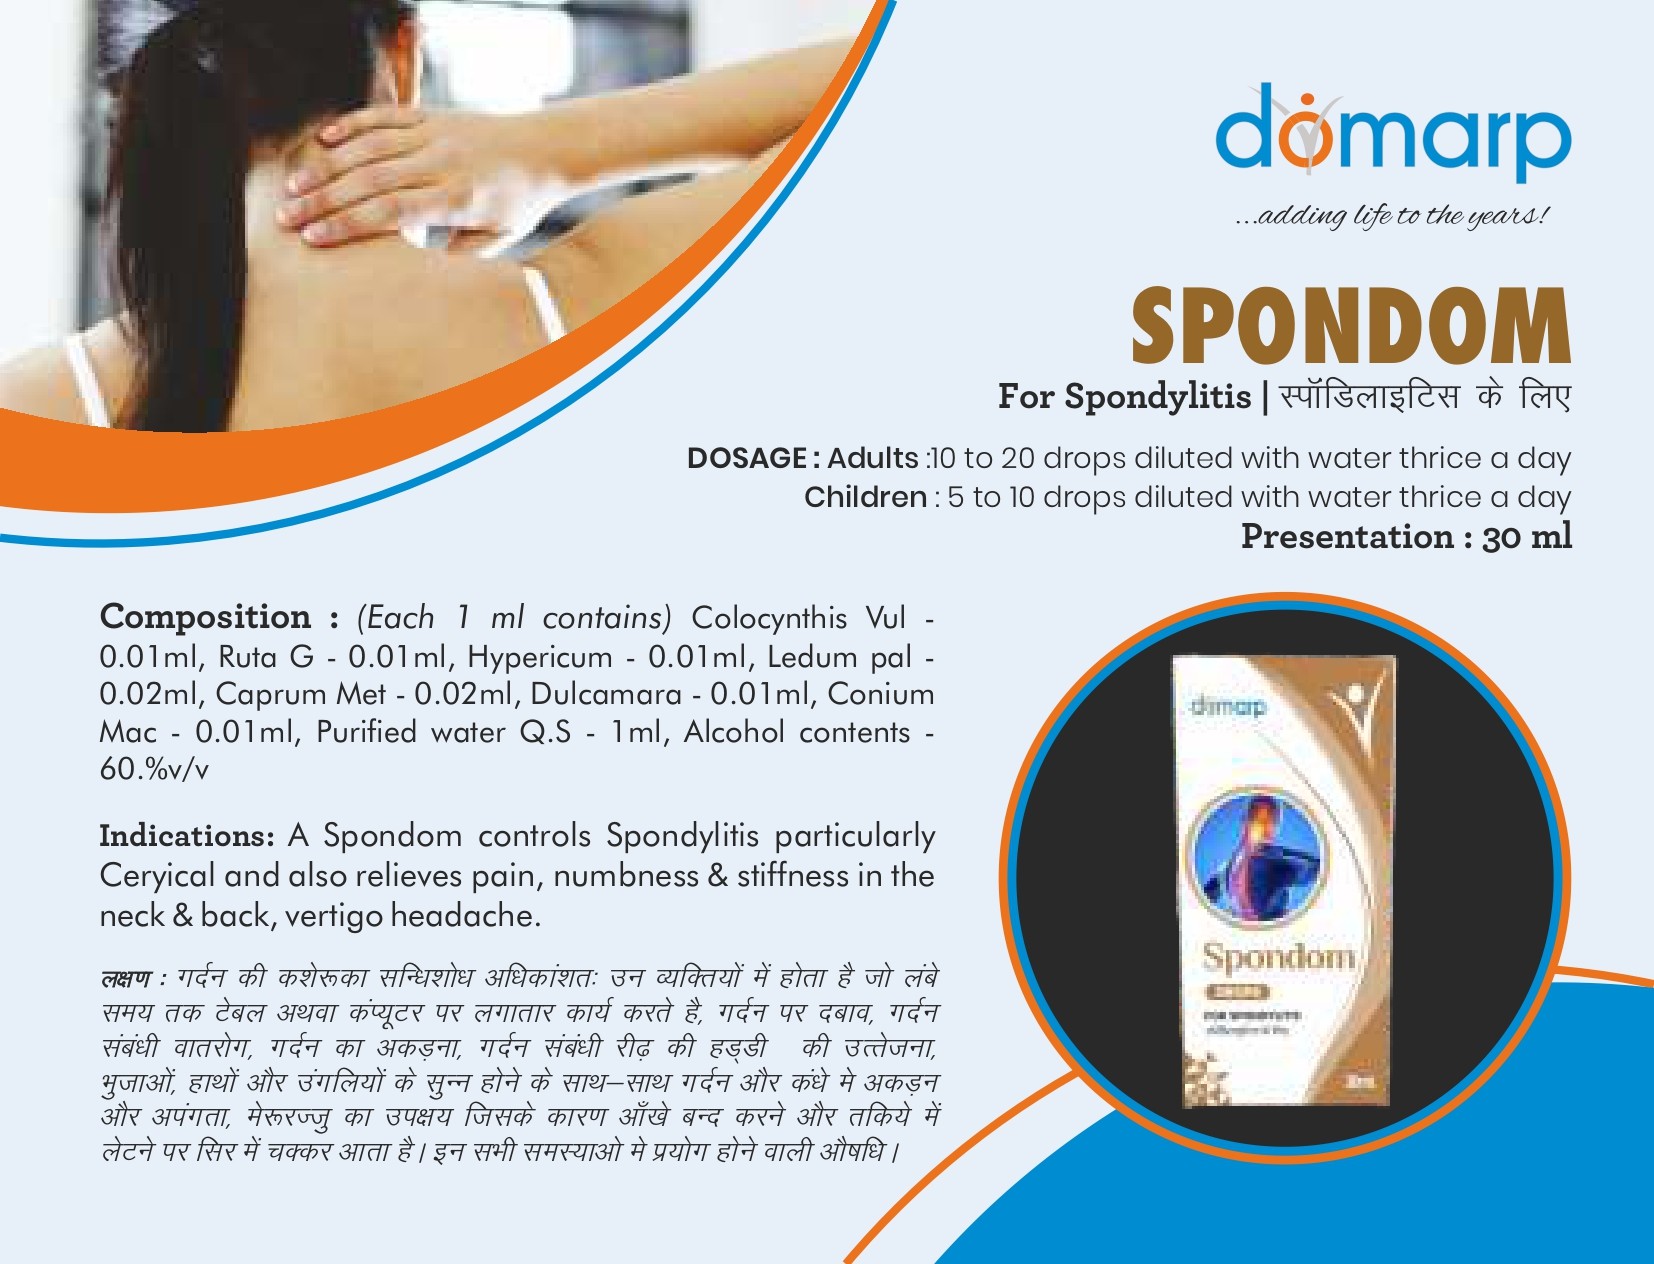 domarp
...adding life to the years!
SPONDOM
For Spondylitis | स्पॉडिलाइटिस के लिए
DOSAGE : Adults :10 to 20 drops diluted with water thrice a day
Children : 5 to 10 drops diluted with water thrice a day
Presentation : 30 ml
Composition : (Each 1 ml contains) Colocynthis Vul -
0.01ml, Ruta G - 0.01ml, Hypericum - 0.01ml, Ledum pal -
0.02ml, Caprum Met - 0.02ml, Dulcamara - 0.01ml, Conium
Mac - 0.01ml, Purified water Q.S - 1ml, Alcohol contents -
60.%v/v
Indications: A Spondom controls Spondylitis particularly
Ceryical and also relieves pain, numbness & stiffness in the
neck & back, vertigo headache.
लक्षण : गर्दन की कशेरूका सन्धिशोध अधिकांशतः उन व्यक्तियों में होता है जो लंबे
समय तक टेबल अथवा कंप्यूटर पर लगातार कार्य करते है, गर्दन पर दबाव, गर्दन
संबंधी वातरोग, गर्दन का अकड़ना, गर्दन संबंधी रीढ़ की हड्डी की उत्तेजना,
भुजाओं, हाथों और उंगलियों के सुन्न होने के साथ–साथ गर्दन और कंधे मे अकड़न
और अपंगता, मेरूरज्जु का उपक्षय जिसके कारण आँखे बन्द करने और तकिये में
लेटने पर सिर में चक्कर आता है। इन सभी समस्याओ मे प्रयोग होने वाली औषधि।
domarp
Spondom